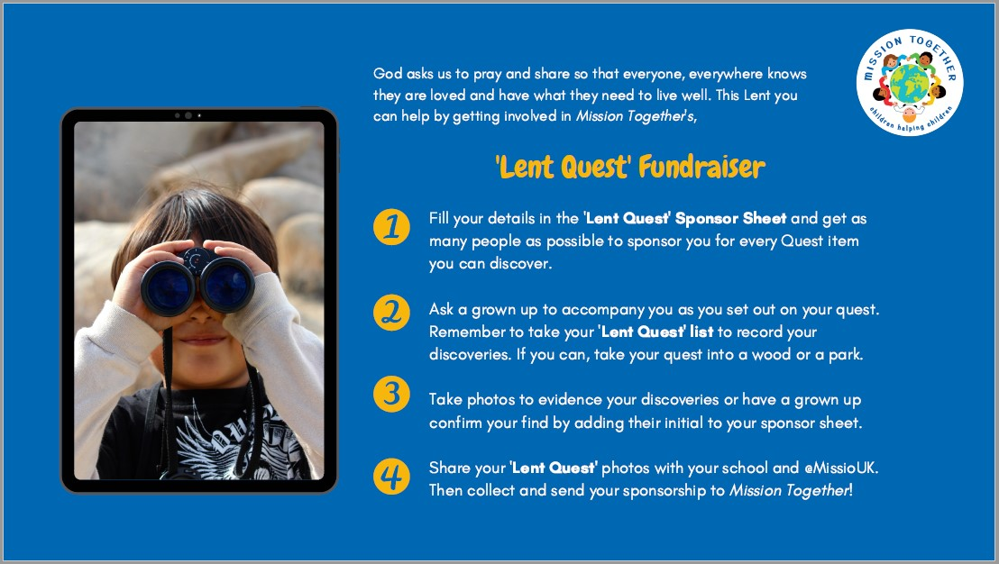 God asks us to pray and share so that everyone, everywhere knows
they are loved and have what they need to live well. This Lent you
can help by getting involved in Mission Together's,
MISSION TOGETHER
children helping children
'Lent Quest' Fundraiser
1
Fill your details in the 'Lent Quest' Sponsor Sheet and get as
many people as possible to sponsor you for every Quest item
you can discover.
2
Ask a grown up to accompany you as you set out on your quest.
Remember to take your 'Lent Quest' list to record your
discoveries. If you can, take your quest into a wood or a park.
3
Take photos to evidence your discoveries or have a grown up
confirm your find by adding their initial to your sponsor sheet.
4
Share your 'Lent Quest' photos with your school and @MissioUK.
Then collect and send your sponsorship to Mission Together!